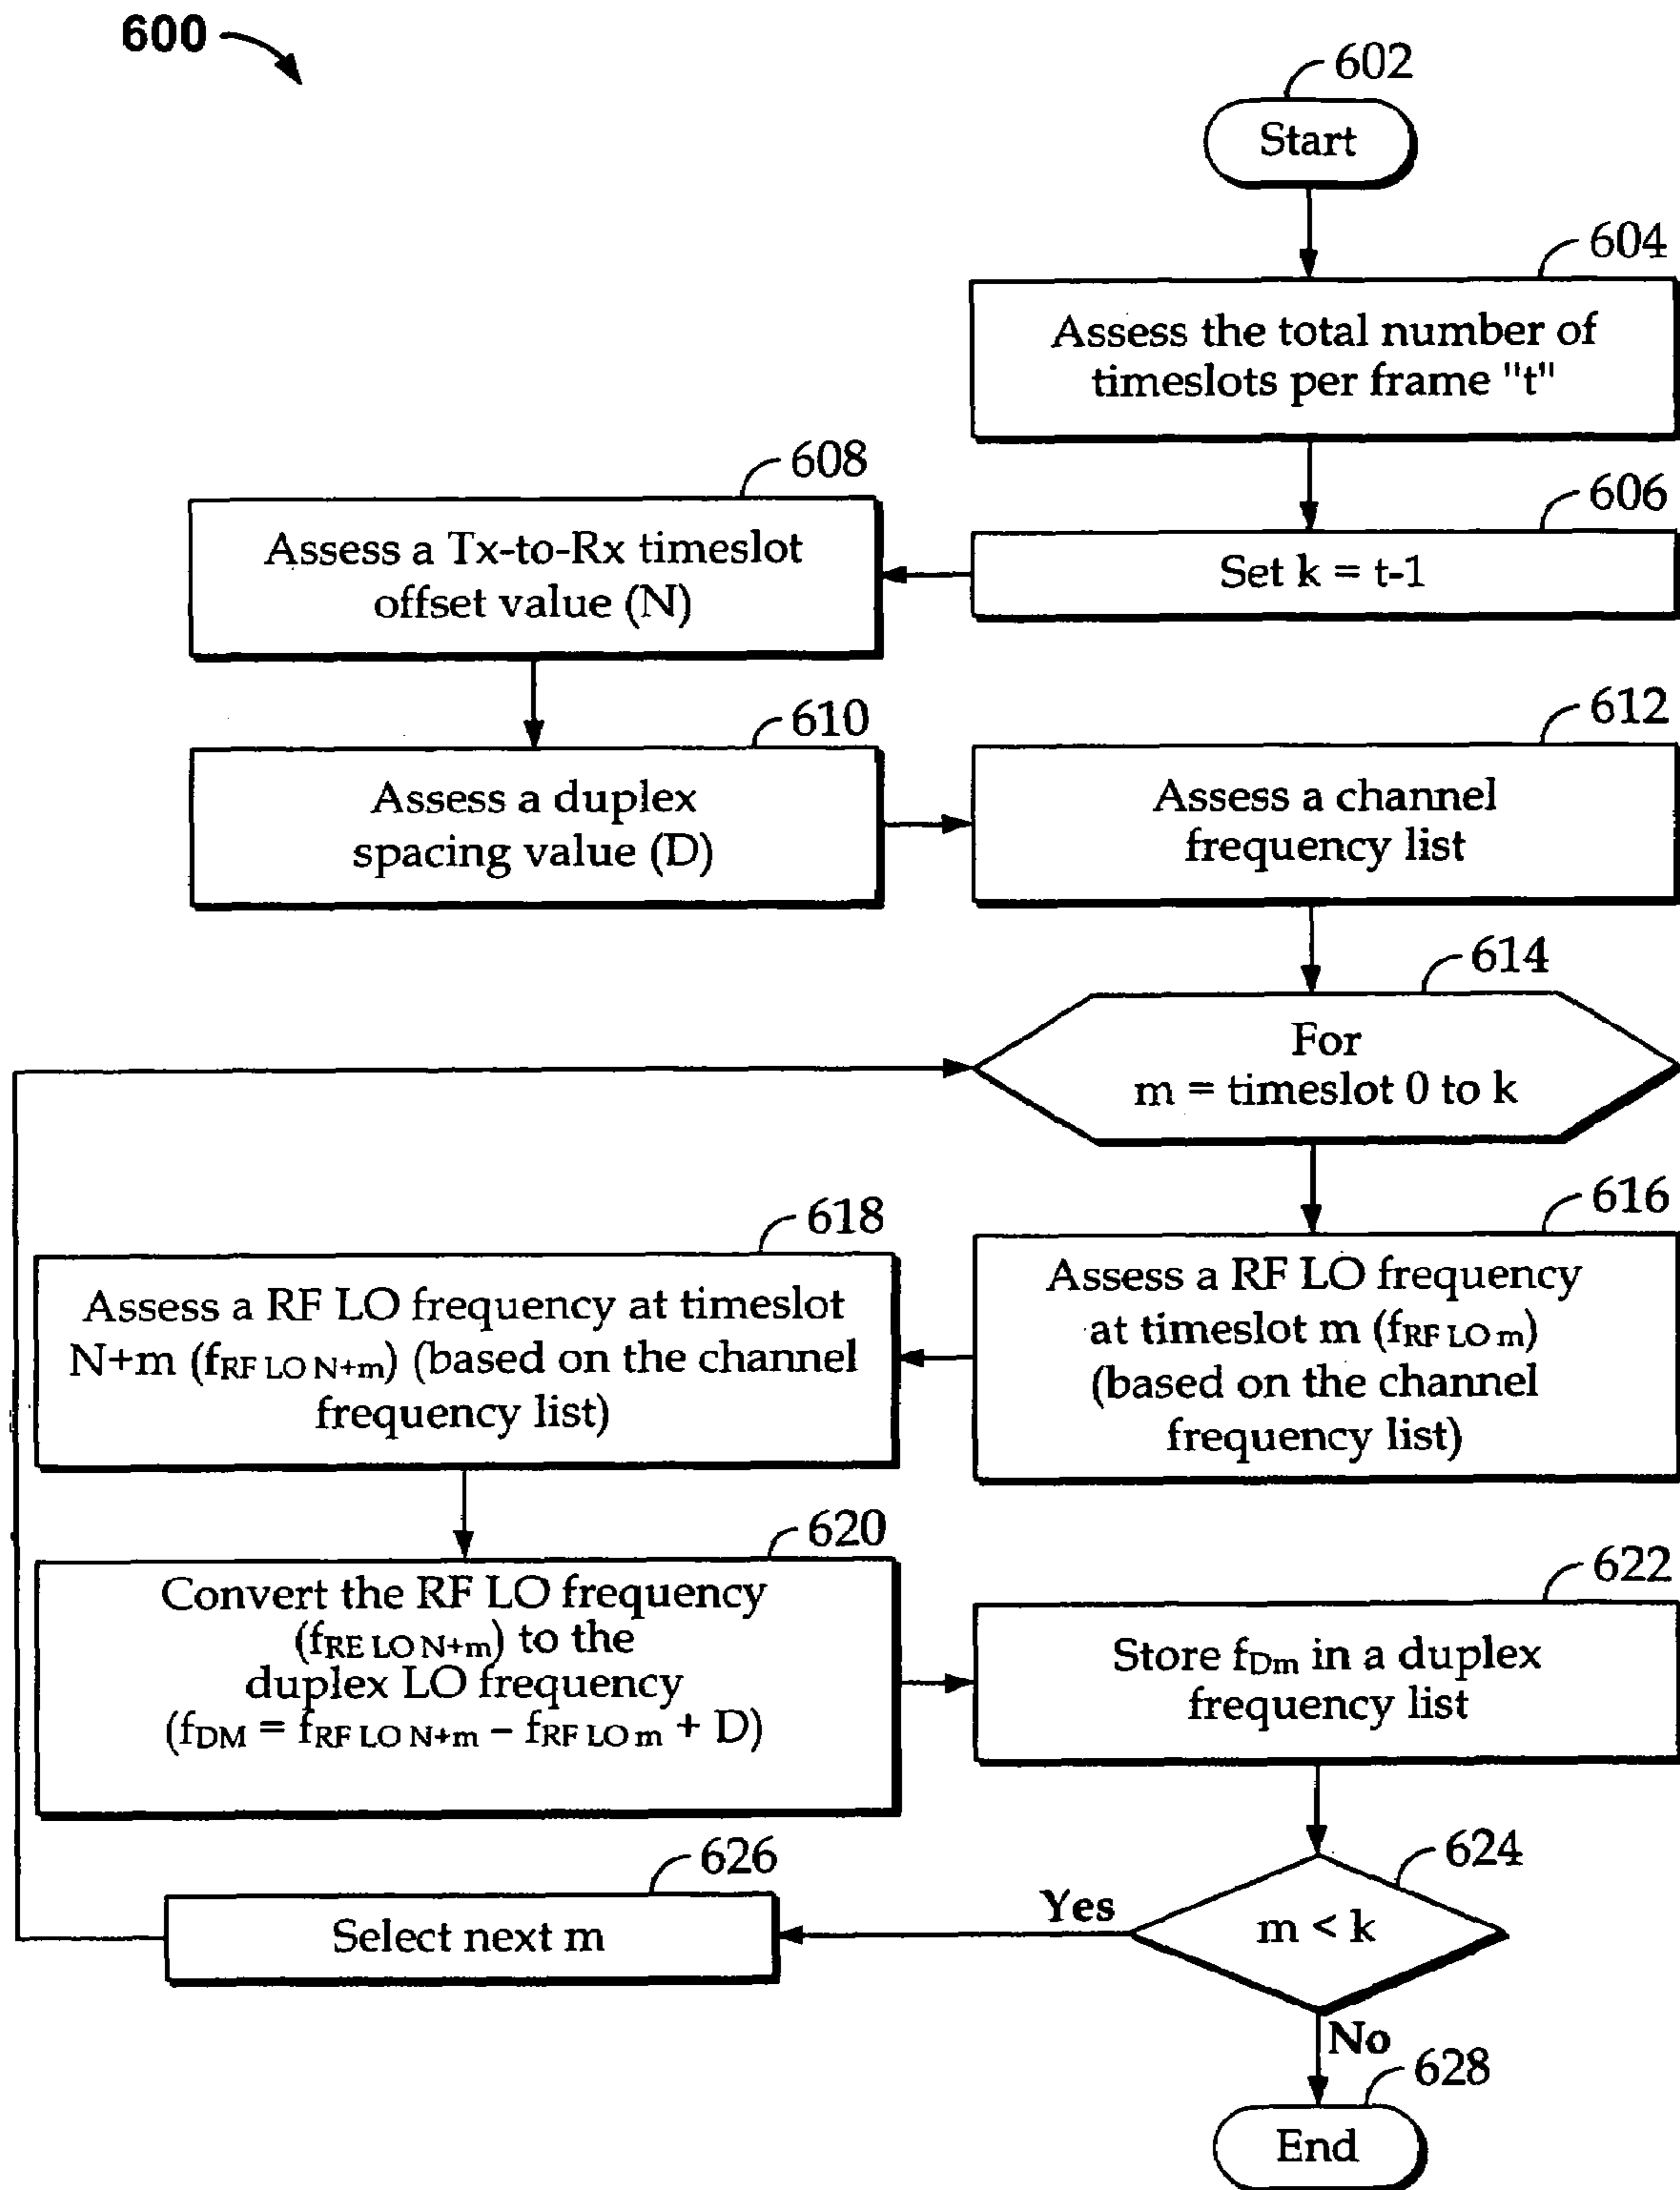 600
602
Start
604
Assess the total number of
timeslots per frame "t"
606
Set k = t-1
608
Assess a Tx-to-Rx timeslot
offset value (N)
610
Assess a duplex
spacing value (D)
612
Assess a channel
frequency list
614
For
m = timeslot 0 to k
616
Assess a RF LO frequency
at timeslot m (fRF LO m)
(based on the channel
frequency list)
618
Assess a RF LO frequency at timeslot
N+m (fRF LO N+m) (based on the channel
frequency list)
620
Convert the RF LO frequency
(fRE LO N+m) to the
duplex LO frequency
(fDM = fRF LO N+m – fRF LO m + D)
622
Store fDm in a duplex
frequency list
624
m < k
Yes
626
Select next m
No
628
End